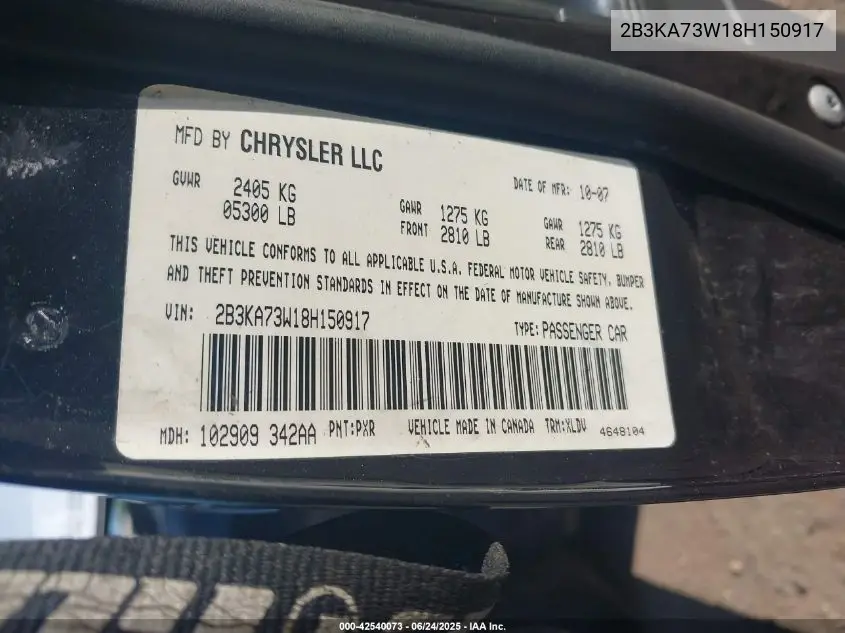 2B3KA73W18H150917
MFD BY CHRYSLER LLC
DATE OF MFR: 10-07
GVWR 2405 KG
05300 LB
GAWR FRONT 1275 KG
2810 LB
GAWR REAR 1275 KG
2810 LB
THIS VEHICLE CONFORMS TO ALL APPLICABLE U.S.A. FEDERAL MOTOR VEHICLE SAFETY, BUMPER
AND THEFT PREVENTION STANDARDS IN EFFECT ON THE DATE OF MANUFACTURE SHOWN ABOVE.
VIN: 2B3KA73W18H150917
TYPE: PASSENGER CAR
MDH: 102909 342AA PNT:PXR VEHICLE MADE IN CANADA TRM:XLDV 4648104
000-42540073 - 06/24/2025 - IAA Inc.